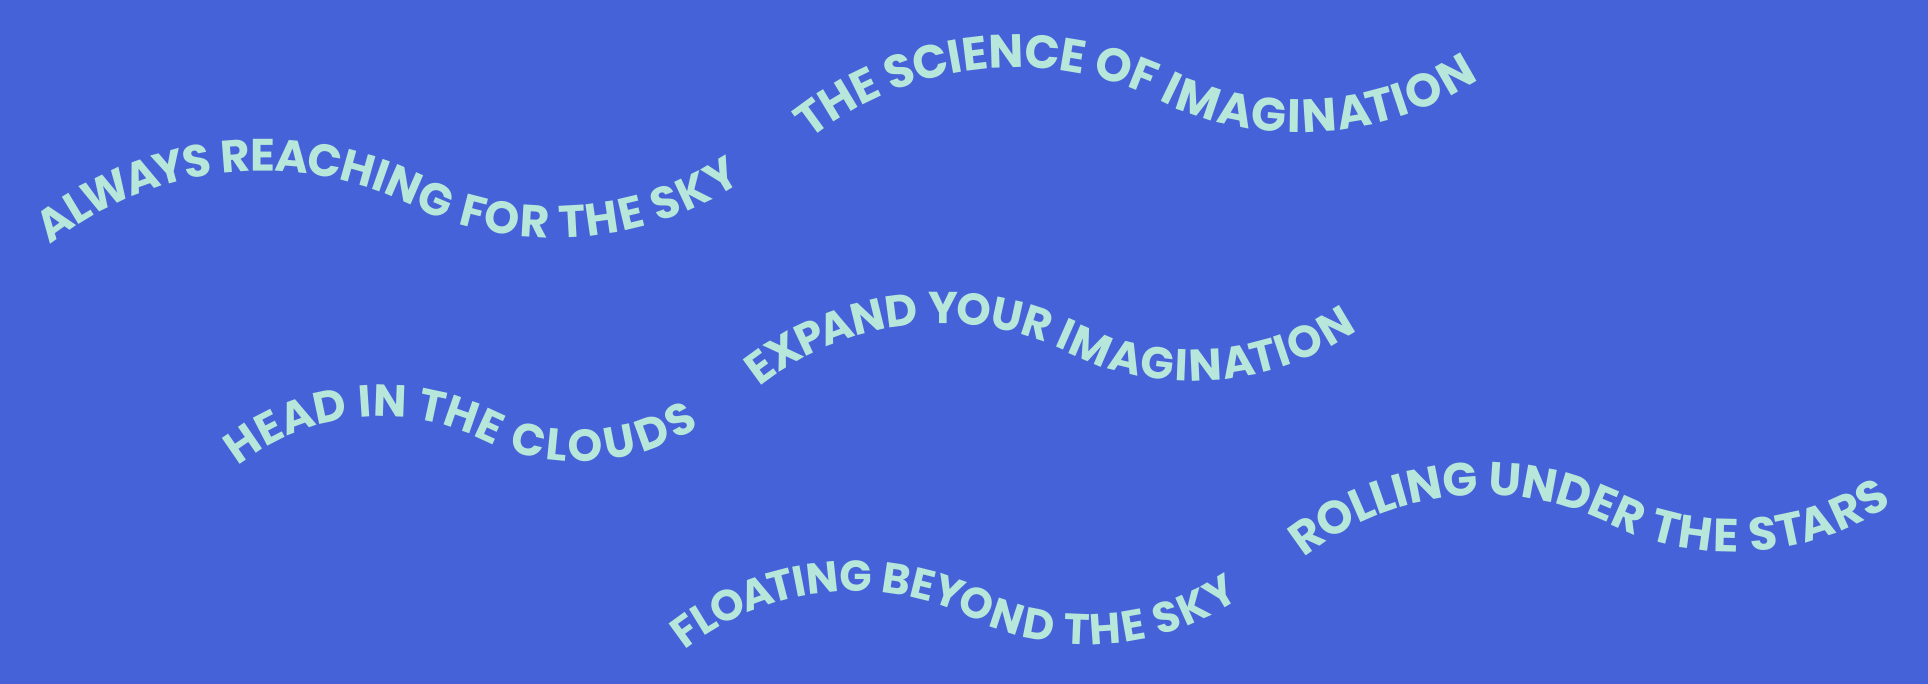 THE SCIENCE OF IMAGINATION
ALWAYS REACHING FOR THE SKY
EXPAND YOUR IMAGINATION
HEAD IN THE CLOUDS
ROLLING UNDER THE STARS
FLOATING BEYOND THE SKY